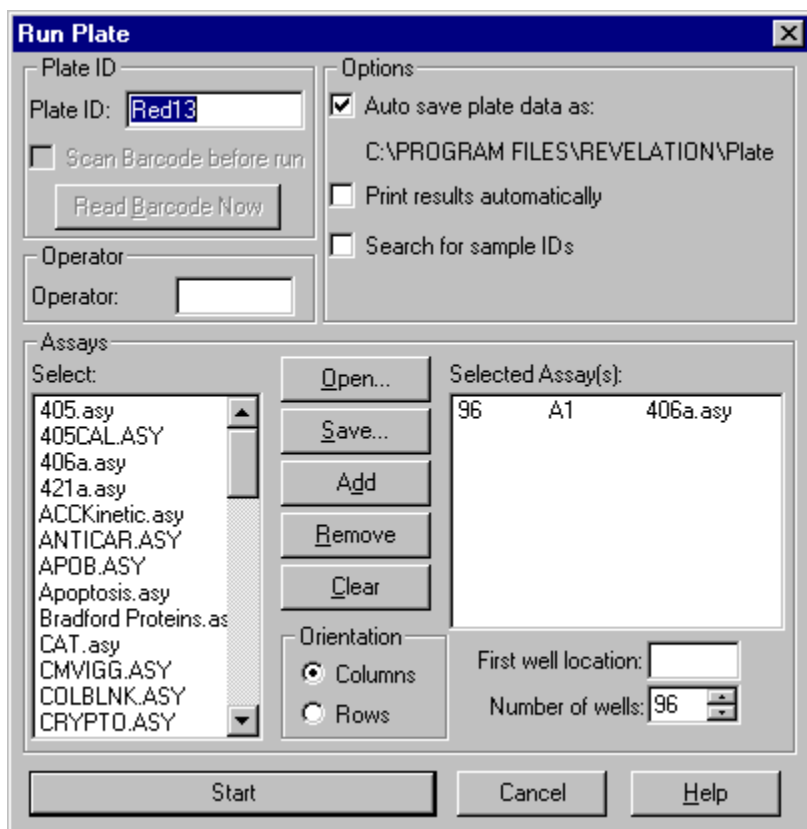 Run Plate
Plate ID
Plate ID: Red13
Scan Barcode before run
Read Barcode Now
Operator
Operator:
Options
Auto save plate data as:
C:\PROGRAM FILES\REVELATION\Plate
Print results automatically
Search for sample IDs
Assays
Select:
405.asy
405CAL.ASY
406a.asy
421a.asy
ACCKinetic.asy
ANTICAR.ASY
APOB.ASY
Apoptosis.asy
Bradford Proteins.as
CAT.asy
CMVIGG.ASY
COLBLNK.ASY
CRYPTO.ASY
Open...
Save...
Add
Remove
Clear
Orientation
Columns
Rows
Selected Assay(s):
96 A1 406a.asy
First well location:
Number of wells: 96
Start
Cancel
Help